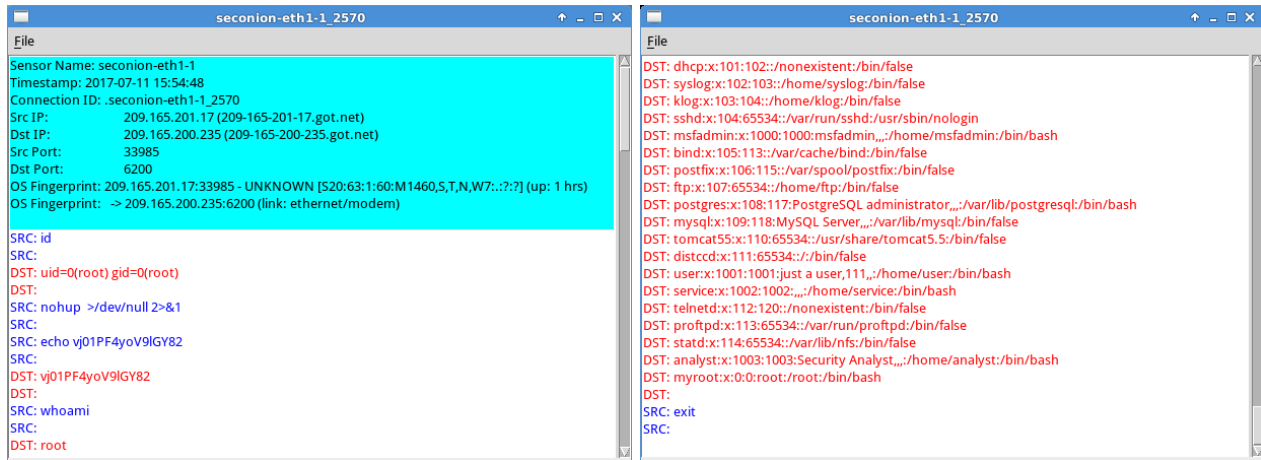 seconion-eth1-1_2570
File
Sensor Name: seconion-eth1-1
Timestamp: 2017-07-11 15:54:48
Connection ID: .seconion-eth1-1_2570
Src IP: 209.165.201.17 (209-165-201-17.got.net)
Dst IP: 209.165.200.235 (209-165-200-235.got.net)
Src Port: 33985
Dst Port: 6200
OS Fingerprint: 209.165.201.17:33985 - UNKNOWN [S20:63:1:60:M1460,S,T,N,W7:.:?:?] (up: 1 hrs)
OS Fingerprint: -> 209.165.200.235:6200 (link: ethernet/modem)
SRC: id
SRC:
DST: uid=0(root) gid=0(root)
DST:
SRC: nohup >/dev/null 2>&1
SRC:
SRC: echo vj01PF4yoV9lGY82
SRC:
DST: vj01PF4yoV9lGY82
DST:
SRC: whoami
SRC:
DST: root
seconion-eth1-1_2570
File
DST: dhcp:x:101:102::/nonexistent:/bin/false
DST: syslog:x:102:103::/home/syslog:/bin/false
DST: klog:x:103:104::/home/klog:/bin/false
DST: sshd:x:104:65534::/var/run/sshd:/usr/sbin/nologin
DST: msfadmin:x:1000:1000:msfadmin,,,:/home/msfadmin:/bin/bash
DST: bind:x:105:113::/var/cache/bind:/bin/false
DST: postfix:x:106:115::/var/spool/postfix:/bin/false
DST: ftp:x:107:65534::/home/ftp:/bin/false
DST: postgres:x:108:117:PostgreSQL administrator,,,:/var/lib/postgresql:/bin/bash
DST: mysql:x:109:118:MySQL Server,,,:/var/lib/mysql:/bin/false
DST: tomcat55:x:110:65534::/usr/share/tomcat5.5:/bin/false
DST: distccd:x:111:65534::/:/bin/false
DST: user:x:1001:1001:just a user,111,,:/home/user:/bin/bash
DST: service:x:1002:1002:,,,:/home/service:/bin/bash
DST: telnetd:x:112:120::/nonexistent:/bin/false
DST: proftpd:x:113:65534::/var/run/proftpd:/bin/false
DST: statd:x:114:65534::/var/lib/nfs:/bin/false
DST: analyst:x:1003:1003:Security Analyst,,,:/home/analyst:/bin/bash
DST: myroot:x:0:0:root:/root:/bin/bash
DST:
SRC: exit
SRC: